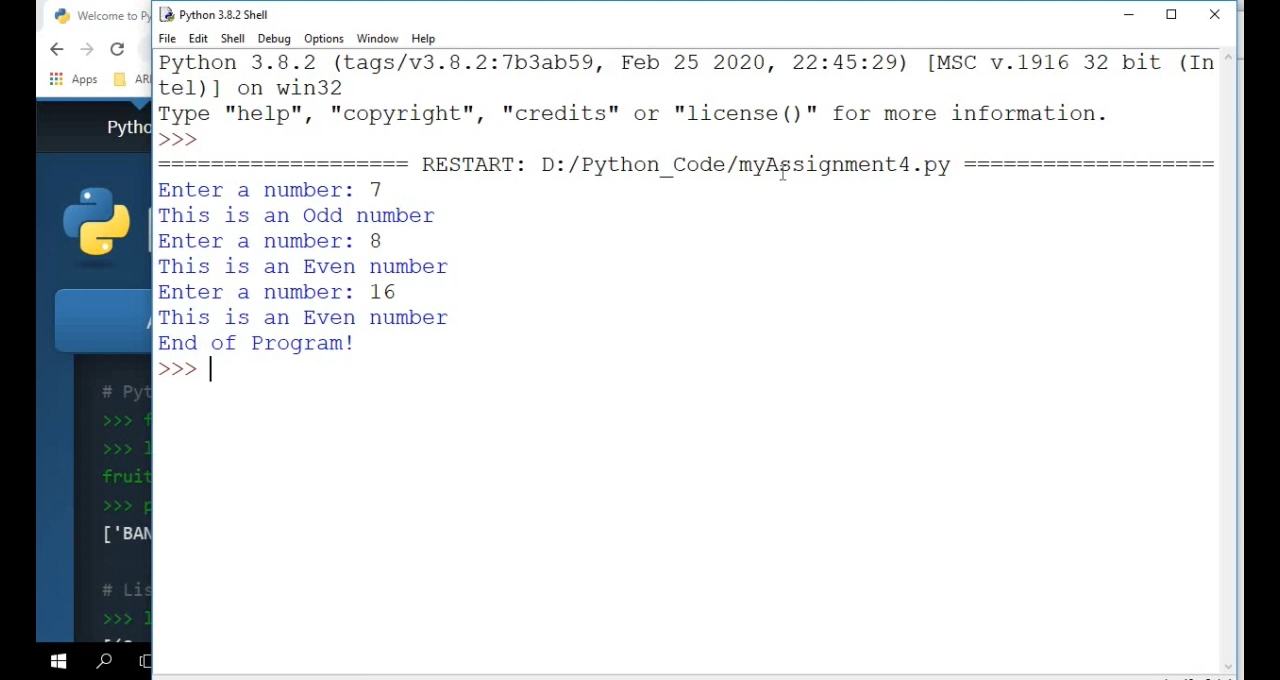 Welcome to Py
Python 3.8.2 Shell
File Edit Shell Debug Options Window Help
Apps
Pytho
Python 3.8.2 (tags/v3.8.2:7b3ab59, Feb 25 2020, 22:45:29) [MSC v.1916 32 bit (In
tel)] on win32
Type "help", "copyright", "credits" or "license()" for more information.
>>>
=================== RESTART: D:/Python_Code/myAssignment4.py ===================
Enter a number: 7
This is an Odd number
Enter a number: 8
This is an Even number
Enter a number: 16
This is an Even number
End of Program!
>>>
# Pyt
>>> f
>>> l
fruit
>>> p
['BAN
# Lis
>>> l